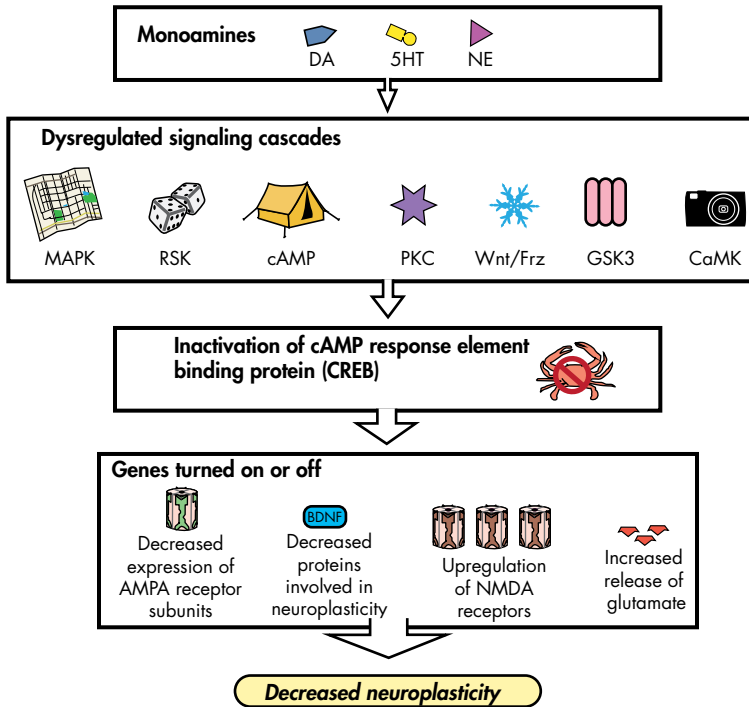 Monoamines
DA 5HT NE
Dysregulated signaling cascades
MAPK RSK cAMP PKC Wnt/Frz GSK3 CaMK
Inactivation of cAMP response element
binding protein (CREB)
Genes turned on or off
Decreased
expression of
AMPA receptor
subunits
BDNF
Decreased
proteins
involved in
neuroplasticity
Upregulation
of NMDA
receptors
Increased
release of
glutamate
Decreased neuroplasticity